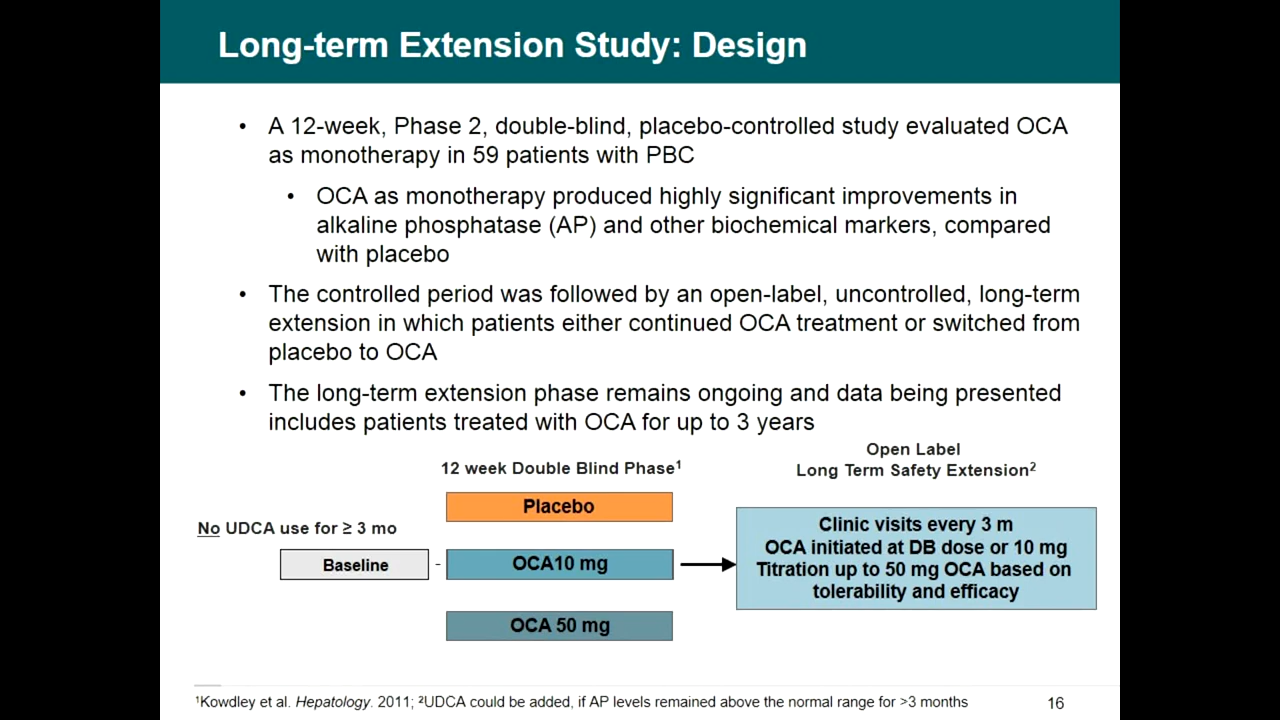 Long-term Extension Study: Design
• A 12-week, Phase 2, double-blind, placebo-controlled study evaluated OCA
as monotherapy in 59 patients with PBC
• OCA as monotherapy produced highly significant improvements in
alkaline phosphatase (AP) and other biochemical markers, compared
with placebo
• The controlled period was followed by an open-label, uncontrolled, long-term
extension in which patients either continued OCA treatment or switched from
placebo to OCA
• The long-term extension phase remains ongoing and data being presented
includes patients treated with OCA for up to 3 years
12 week Double Blind Phase¹
Open Label
Long Term Safety Extension²
No UDCA use for ≥ 3 mo
Baseline
-
Placebo
OCA10 mg
OCA 50 mg
Clinic visits every 3 m
OCA initiated at DB dose or 10 mg
Titration up to 50 mg OCA based on
tolerability and efficacy
¹Kowdley et al. Hepatology. 2011; ²UDCA could be added, if AP levels remained above the normal range for >3 months
16